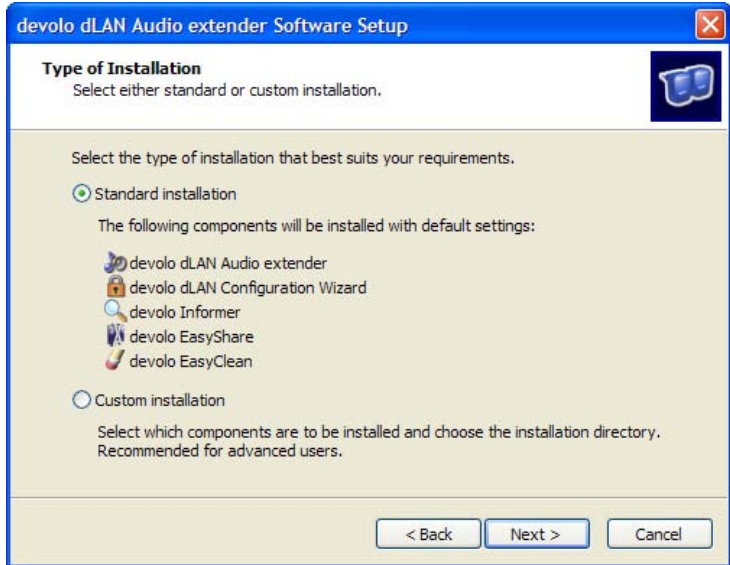 devolo dLAN Audio extender Software Setup
Type of Installation
Select either standard or custom installation.
Select the type of installation that best suits your requirements.
Standard installation
The following components will be installed with default settings:
devolo dLAN Audio extender
devolo dLAN Configuration Wizard
devolo Informer
devolo EasyShare
devolo EasyClean
Custom installation
Select which components are to be installed and choose the installation directory.
Recommended for advanced users.
< Back
Next >
Cancel